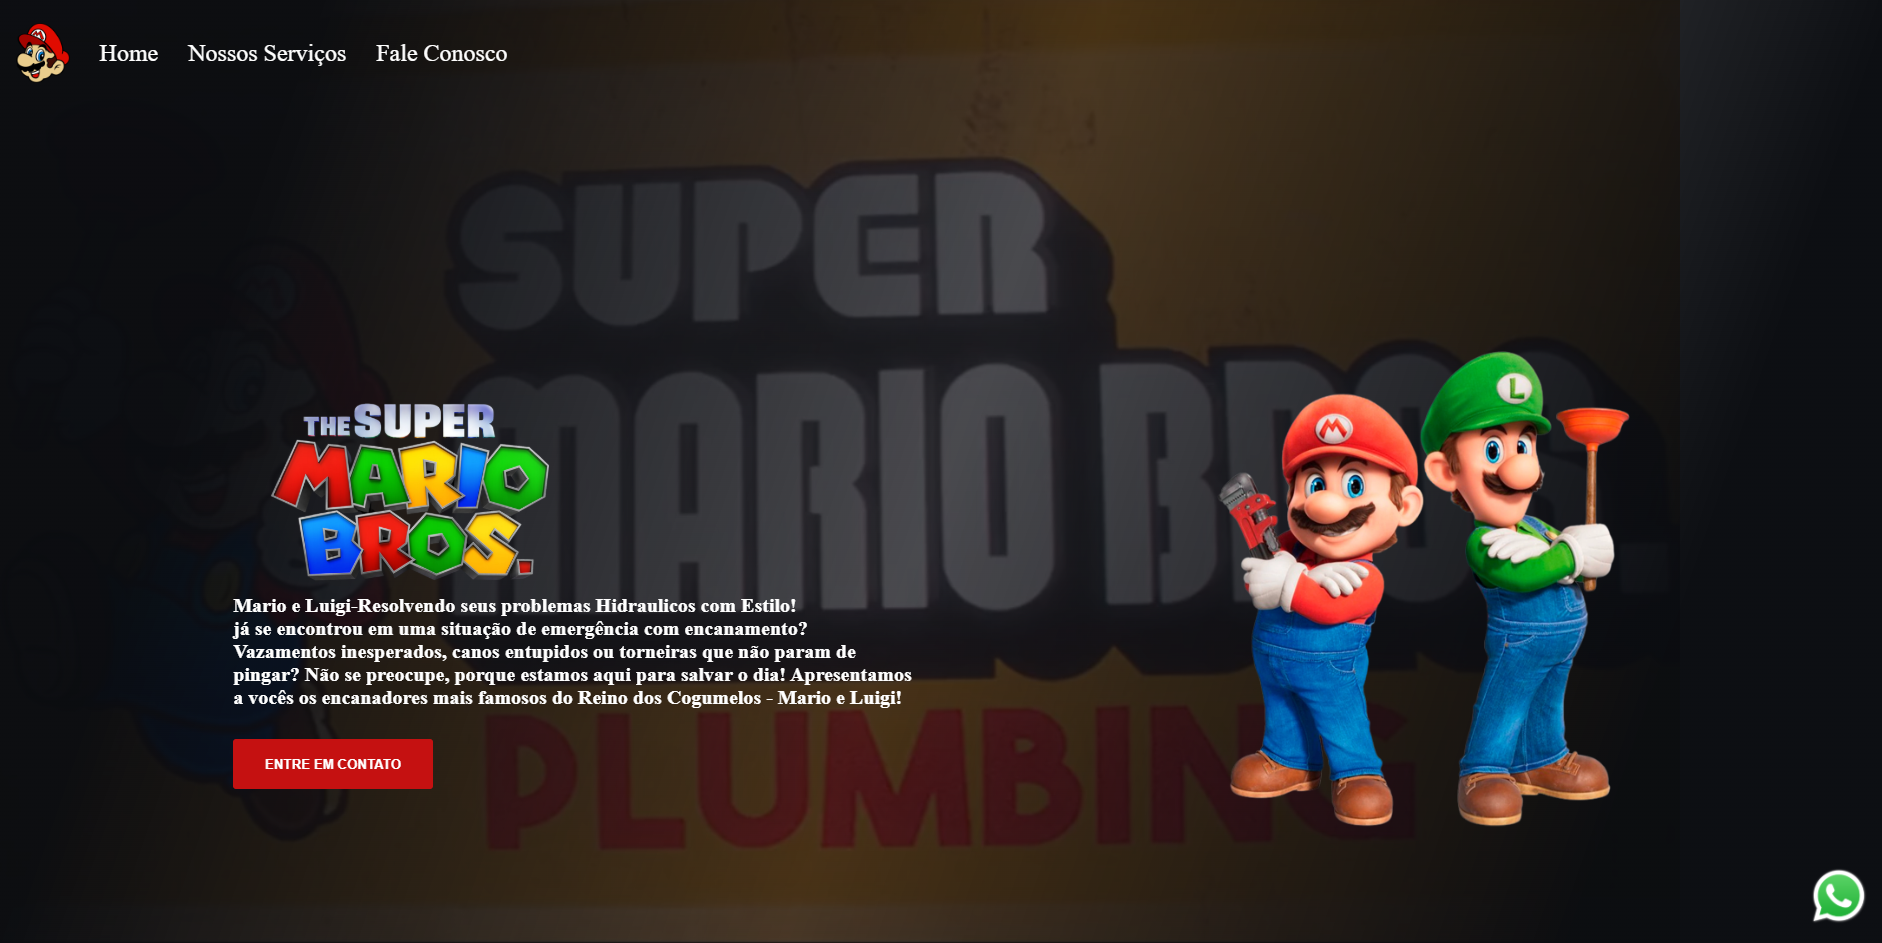 Home Nossos Serviços Fale Conosco
SUPER
MARIO BROS.
PLUMBING
THE SUPER
MARIO
BROS.
Mario e Luigi-Resolvendo seus problemas Hidraulicos com Estilo!
já se encontrou em uma situação de emergência com encanamento?
Vazamentos inesperados, canos entupidos ou torneiras que não param de
pingar? Não se preocupe, porque estamos aqui para salvar o dia! Apresentamos
a vocês os encanadores mais famosos do Reino dos Cogumelos - Mario e Luigi!
ENTRE EM CONTATO
M
L